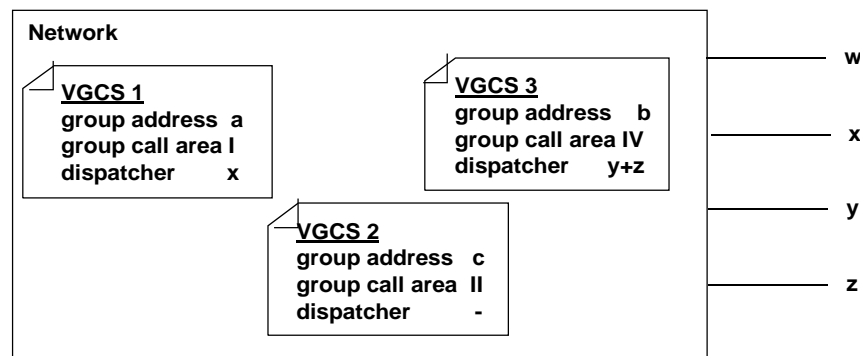 Network
VGCS 1
group address a
group call area I
dispatcher x
VGCS 3
group address b
group call area IV
dispatcher y+z
VGCS 2
group address c
group call area II
dispatcher -
w
x
y
z